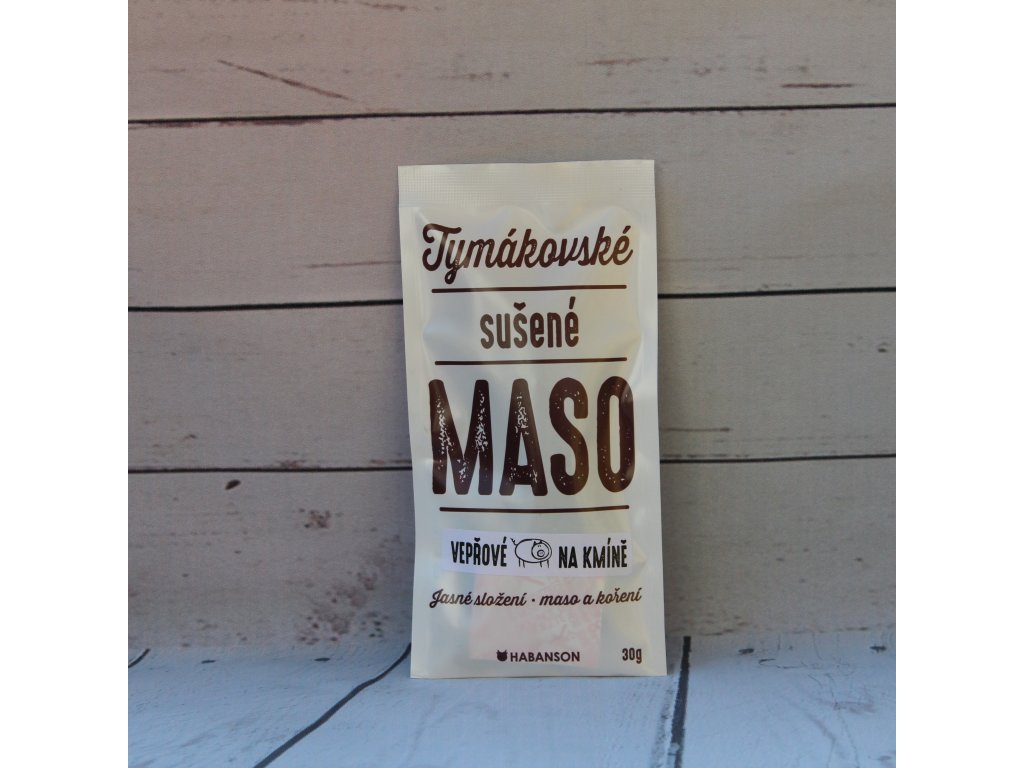 Tymákovské
sušené
MASO
VEPŘOVÉ NA KMÍNĚ
Jasné složení • maso a koření
HABANSON 30g